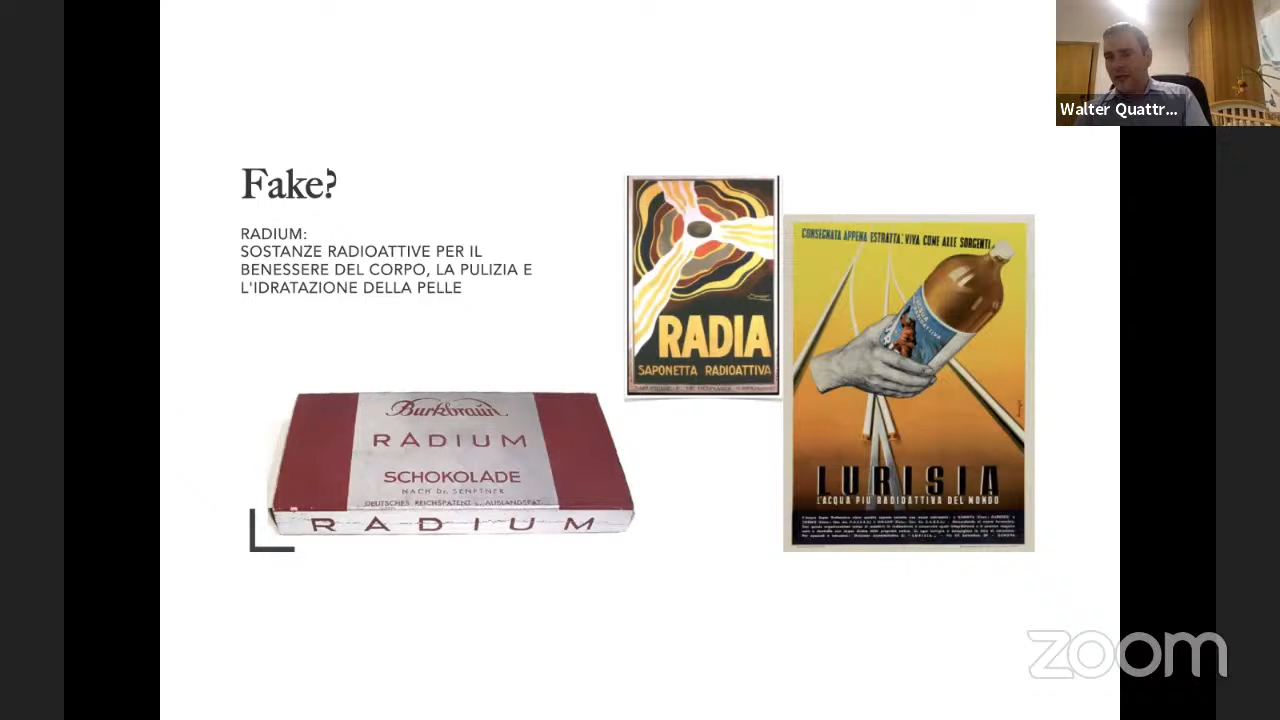 Walter Quattr...
Fake?
RADIUM:
SOSTANZE RADIOATTIVE PER IL
BENESSERE DEL CORPO, LA PULIZIA E
L'IDRATAZIONE DELLA PELLE
RADIA
SAPONETTA RADIOATTIVA
CONSEGNATA APPENA ESTRATTA: VIVA COME ALLE SORGENTI
LURISIA
L'ACQUA PIÙ RADIOATTIVA DEL MONDO
Burkbraun
RADIUM
SCHOKOLADE
NACH DR. SENFTNER
DEUTSCHES REICHSPATENT u. AUSLANDSPAT.
RADIUM
zoom